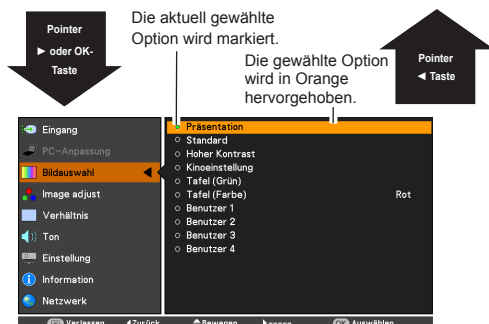 Pointer
► oder OK-
Taste
Die aktuell gewählte
Option wird markiert.
Die gewählte Option
wird in Orange
hervorgehoben.
Pointer
◄ Taste
Eingang
PC-Anpassung
Bildauswahl
Image adjust
Verhältnis
Ton
Einstellung
Information
Netzwerk
Präsentation
Standard
Hoher Kontrast
Kinoeinstellung
Tafel (Grün)
Tafel (Farbe) Rot
Benutzer 1
Benutzer 2
Benutzer 3
Benutzer 4
Verlassen Zurück Bewegen ----- OK Auswählen